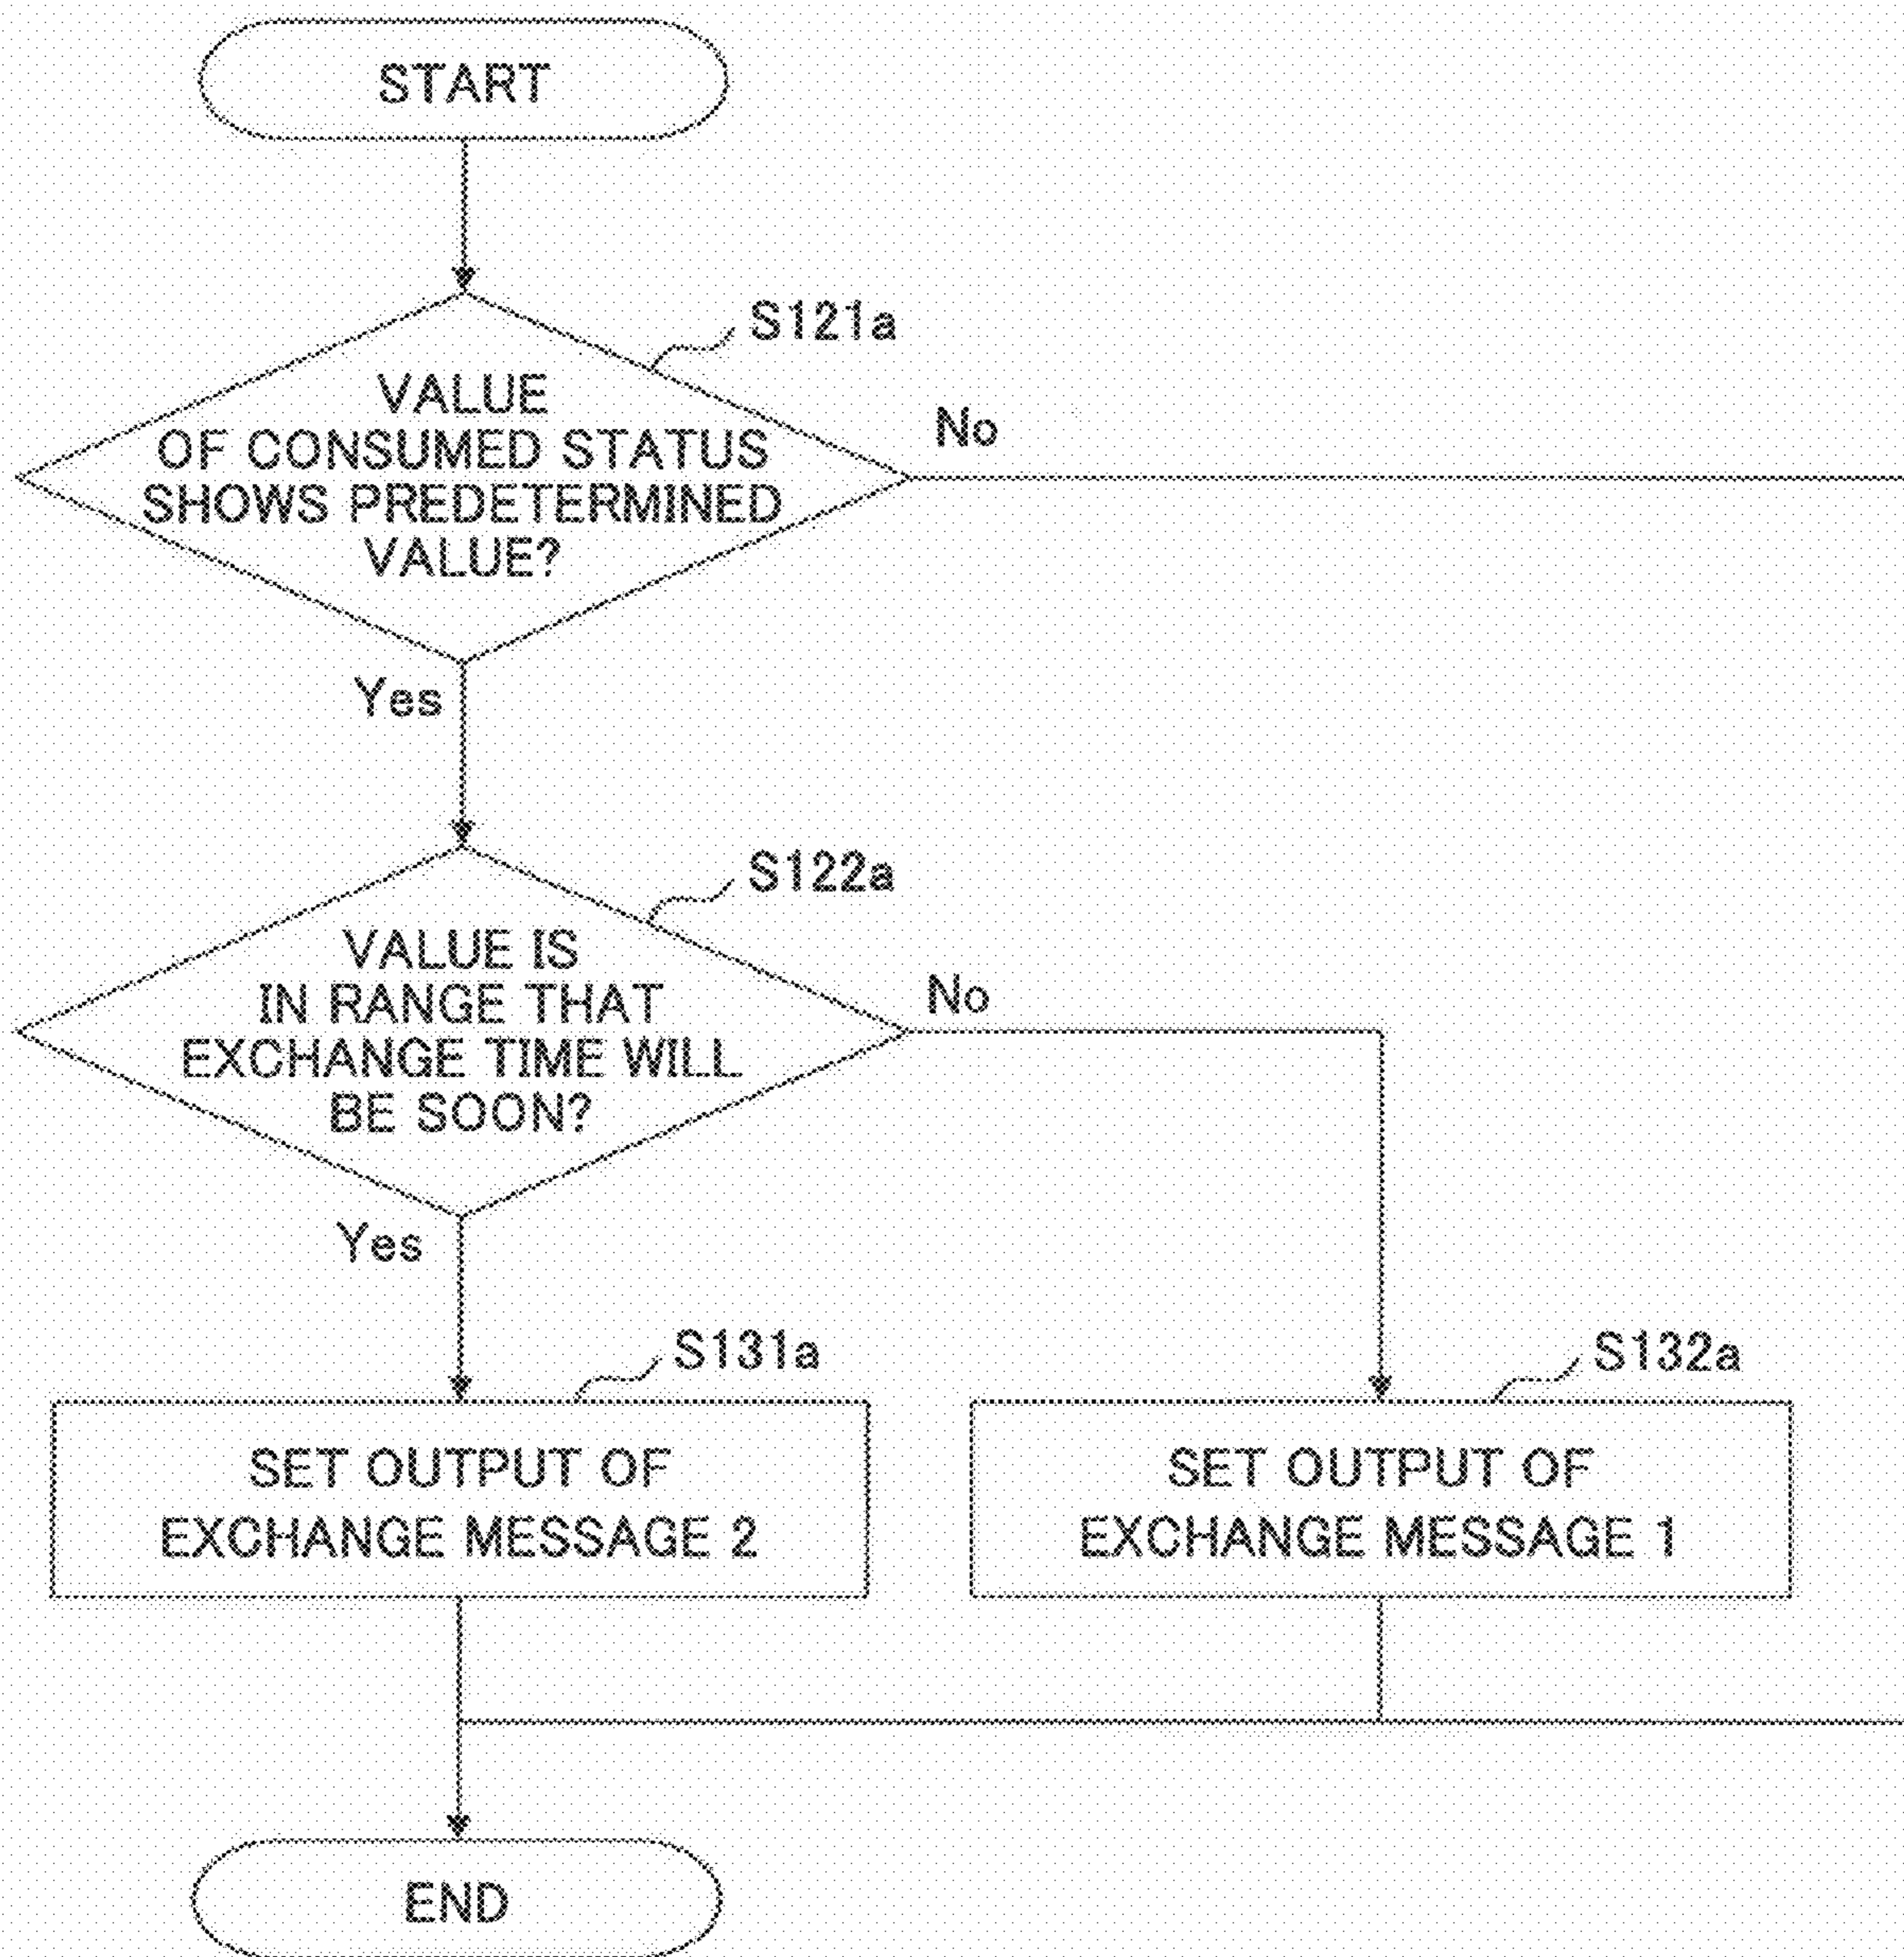 START
S121a
VALUE
OF CONSUMED STATUS
SHOWS PREDETERMINED
VALUE?
No
Yes
S122a
VALUE IS
IN RANGE THAT
EXCHANGE TIME WILL
BE SOON?
No
Yes
S131a
SET OUTPUT OF
EXCHANGE MESSAGE 2
S132a
SET OUTPUT OF
EXCHANGE MESSAGE 1
END